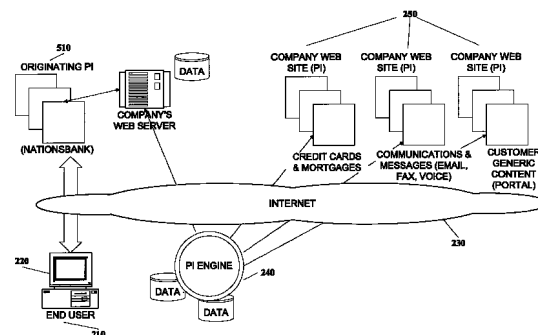 510
ORIGINATING PI
(NATIONSBANK)
DATA
COMPANY'S
WEB SERVER
250
COMPANY WEB
SITE (PI)
COMPANY WEB
SITE (PI)
COMPANY WEB
SITE (PI)
CREDIT CARDS
& MORTGAGES
COMMUNICATIONS &
MESSAGES (EMAIL,
FAX, VOICE)
CUSTOMER
GENERIC
CONTENT
(PORTAL)
INTERNET
230
220
END USER
210
PI ENGINE
240
DATA
DATA